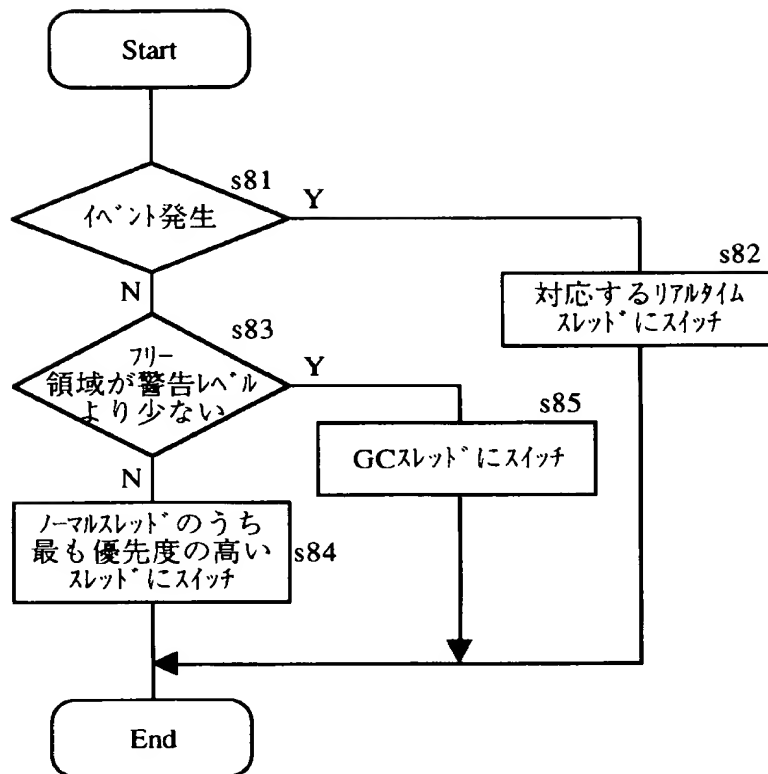 Start
s81
イベント発生
Y
N
s82
対応するリアルタイム
スレッドにスイッチ
s83
フリー
領域が警告レベル
より少ない
Y
N
s85
GCスレッドにスイッチ
ノーマルスレッドのうち
最も優先度の高い
スレッドにスイッチ
s84
End